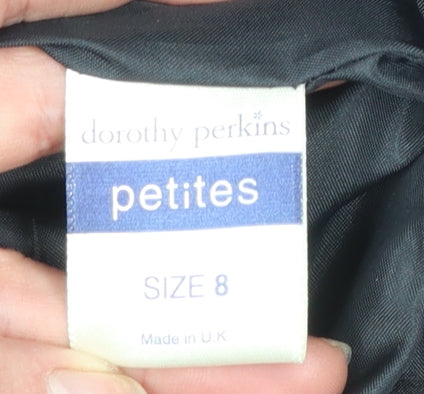 dorothy perkins
petites
SIZE 8
Made in U.K